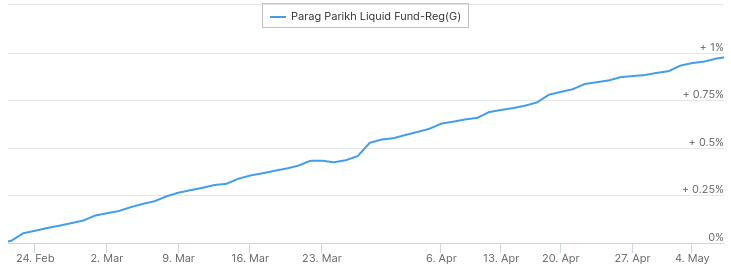 Parag Parikh Liquid Fund-Reg(G)
+ 1%
+ 0.75%
+ 0.5%
+ 0.25%
0%
24. Feb 2. Mar 9. Mar 16. Mar 23. Mar 6. Apr 13. Apr 20. Apr 27. Apr 4. May